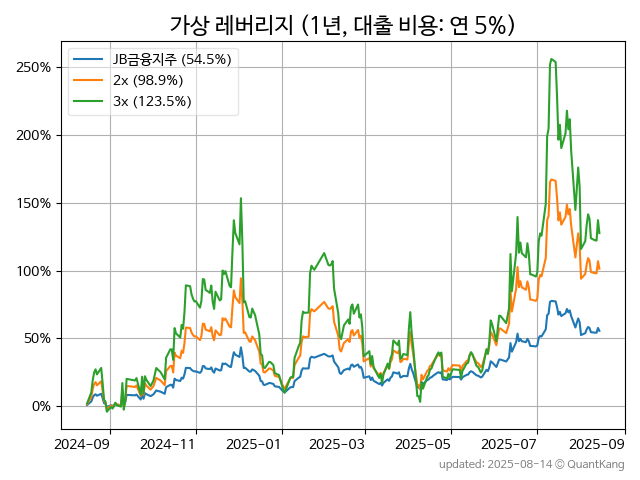 가상 레버리지 (1년, 대출 비용: 연 5%)
JB금융지주 (54.5%)
2x (98.9%)
3x (123.5%)
250%
200%
150%
100%
50%
0%
2024-09
2024-11
2025-01
2025-03
2025-05
2025-07
2025-09
updated: 2025-08-14 © QuantKang